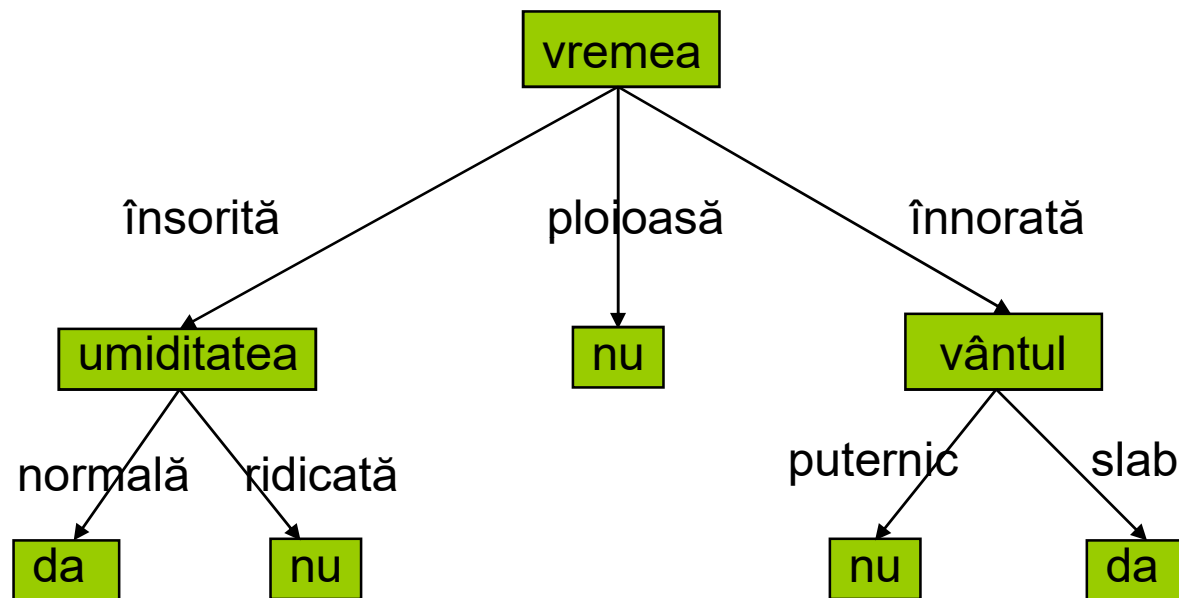 vremea
însorită ploioasă înnorată
umiditatea nu vântul
normală ridicată puternic slab
da nu nu da